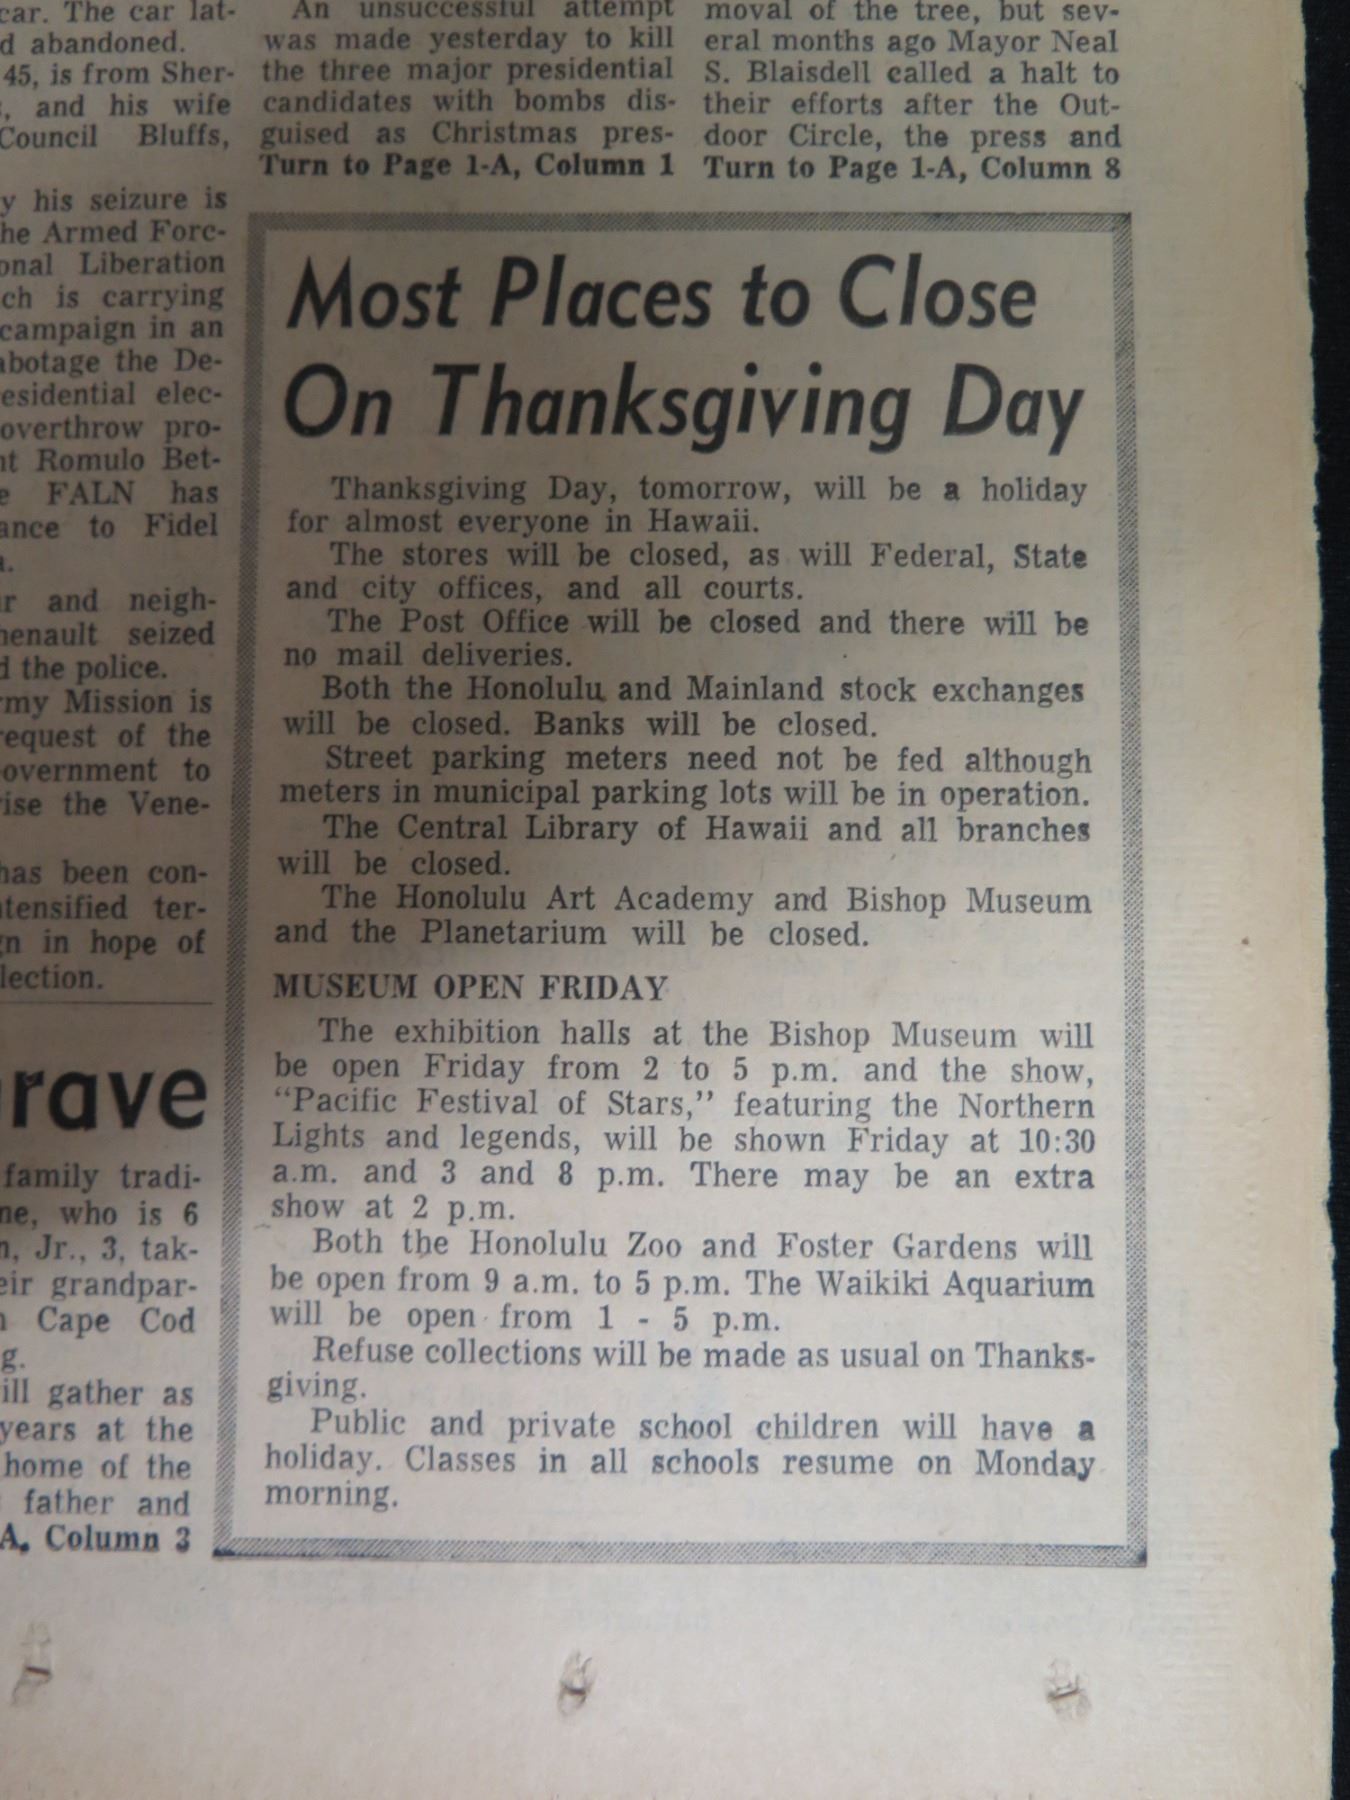 car. The car lat-
d abandoned.
45, is from Sher-
, and his wife
Council Bluffs,
y his seizure is
he Armed Forc-
onal Liberation
ch is carrying
campaign in an
abotage the De-
esidential elec-
overthrow pro-
nt Romulo Bet-
e FALN has
ance to Fidel
r and neigh-
henault seized
d the police.
rmy Mission is
request of the
overnment to
rise the Vene-
has been con-
ntensified ter-
gn in hope of
lection.
rave
family tradi-
ne, who is 6
n, Jr., 3, tak-
eir grandpar-
Cape Cod
g.
ill gather as
years at the
home of the
father and
A, Column 3
An unsuccessful attempt
was made yesterday to kill
the three major presidential
candidates with bombs dis-
guised as Christmas pres-
Turn to Page 1-A, Column 1
moval of the tree, but sev-
eral months ago Mayor Neal
S. Blaisdell called a halt to
their efforts after the Out-
door Circle, the press and
Turn to Page 1-A, Column 8
Most Places to Close
On Thanksgiving Day
Thanksgiving Day, tomorrow, will be a holiday
for almost everyone in Hawaii.
The stores will be closed, as will Federal, State
and city offices, and all courts.
The Post Office will be closed and there will be
no mail deliveries.
Both the Honolulu and Mainland stock exchanges
will be closed. Banks will be closed.
Street parking meters need not be fed although
meters in municipal parking lots will be in operation.
The Central Library of Hawaii and all branches
will be closed.
The Honolulu Art Academy and Bishop Museum
and the Planetarium will be closed.
MUSEUM OPEN FRIDAY
The exhibition halls at the Bishop Museum will
be open Friday from 2 to 5 p.m. and the show,
"Pacific Festival of Stars," featuring the Northern
Lights and legends, will be shown Friday at 10:30
a.m. and 3 and 8 p.m. There may be an extra
show at 2 p.m.
Both the Honolulu Zoo and Foster Gardens will
be open from 9 a.m. to 5 p.m. The Waikiki Aquarium
will be open from 1 - 5 p.m.
Refuse collections will be made as usual on Thanks-
giving.
Public and private school children will have a
holiday. Classes in all schools resume on Monday
morning.